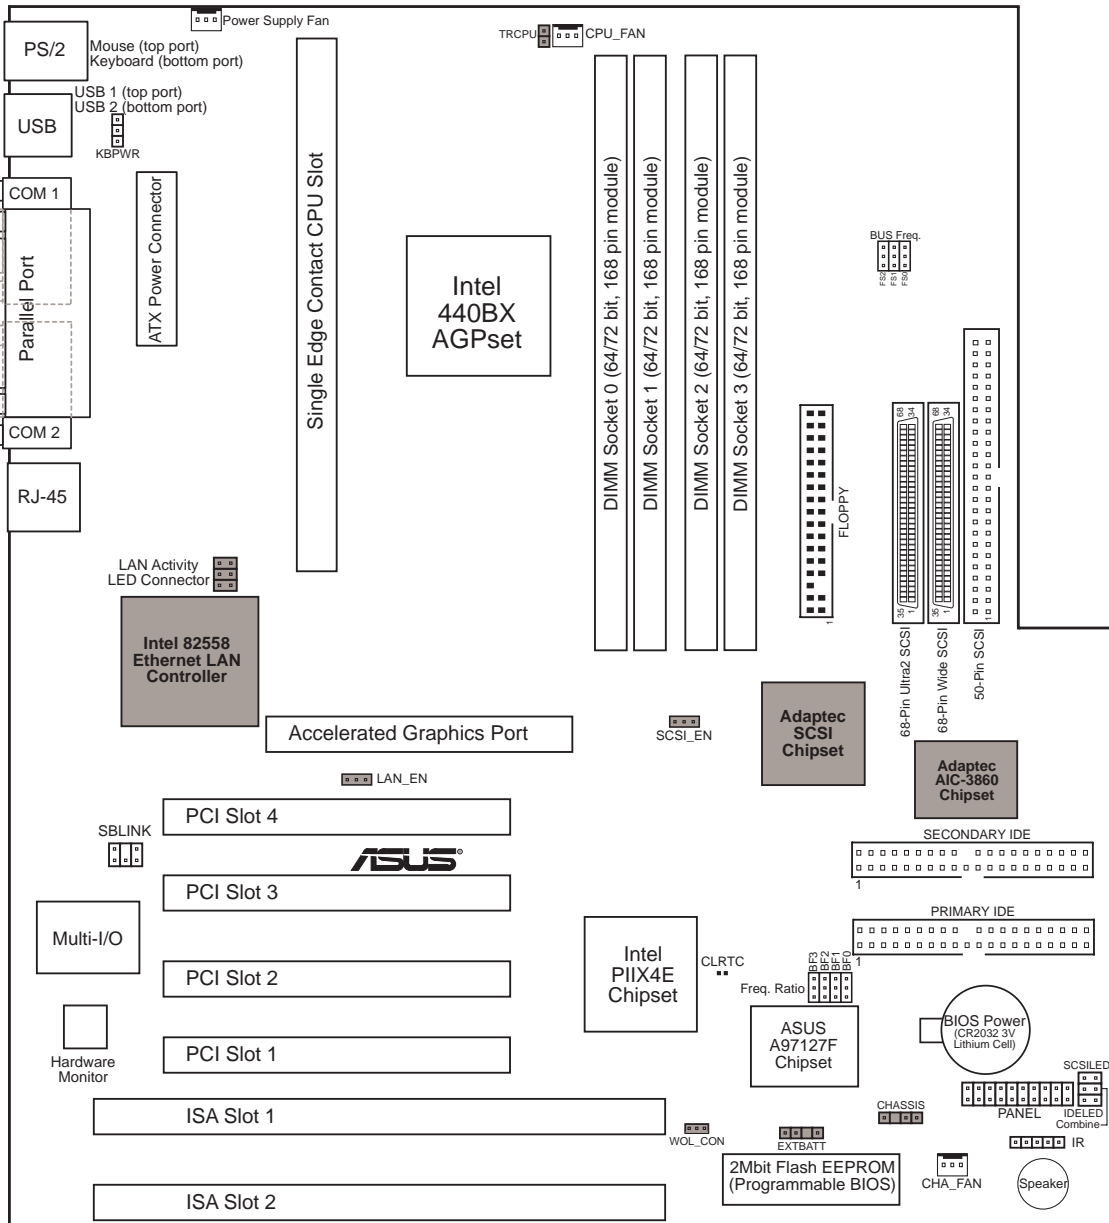 Power Supply Fan
TRCPU
CPU_FAN
PS/2
Mouse (top port)
Keyboard (bottom port)
USB
USB 1 (top port)
USB 2 (bottom port)
KBPWR
COM 1
Parallel Port
COM 2
RJ-45
ATX Power Connector
Single Edge Contact CPU Slot
Intel
440BX
AGPset
DIMM Socket 0 (64/72 bit, 168 pin module)
DIMM Socket 1 (64/72 bit, 168 pin module)
DIMM Socket 2 (64/72 bit, 168 pin module)
DIMM Socket 3 (64/72 bit, 168 pin module)
BUS Freq.
FS2
FS1
FS0
FLOPPY
1
68
34
35
1
68-Pin Ultra2 SCSI
68
34
35
1
68-Pin Wide SCSI
1
50-Pin SCSI
LAN Activity
LED Connector
Intel 82558
Ethernet LAN
Controller
Accelerated Graphics Port
SCSI_EN
Adaptec
SCSI
Chipset
Adaptec
AIC-3860
Chipset
LAN_EN
PCI Slot 4
SBLINK
ASUS
®
PCI Slot 3
SECONDARY IDE
1
PRIMARY IDE
1
Multi-I/O
PCI Slot 2
Intel
PIIX4E
Chipset
CLRTC
BF3
BF2
BF1
BF0
Freq. Ratio
ASUS
A97127F
Chipset
BIOS Power
(CR2032 3V
Lithium Cell)
Hardware
Monitor
PCI Slot 1
SCSILED
PANEL
IDELED
Combine
ISA Slot 1
WOL_CON
EXTBATT
CHASSIS
IR
2Mbit Flash EEPROM
(Programmable BIOS)
CHA_FAN
Speaker
ISA Slot 2